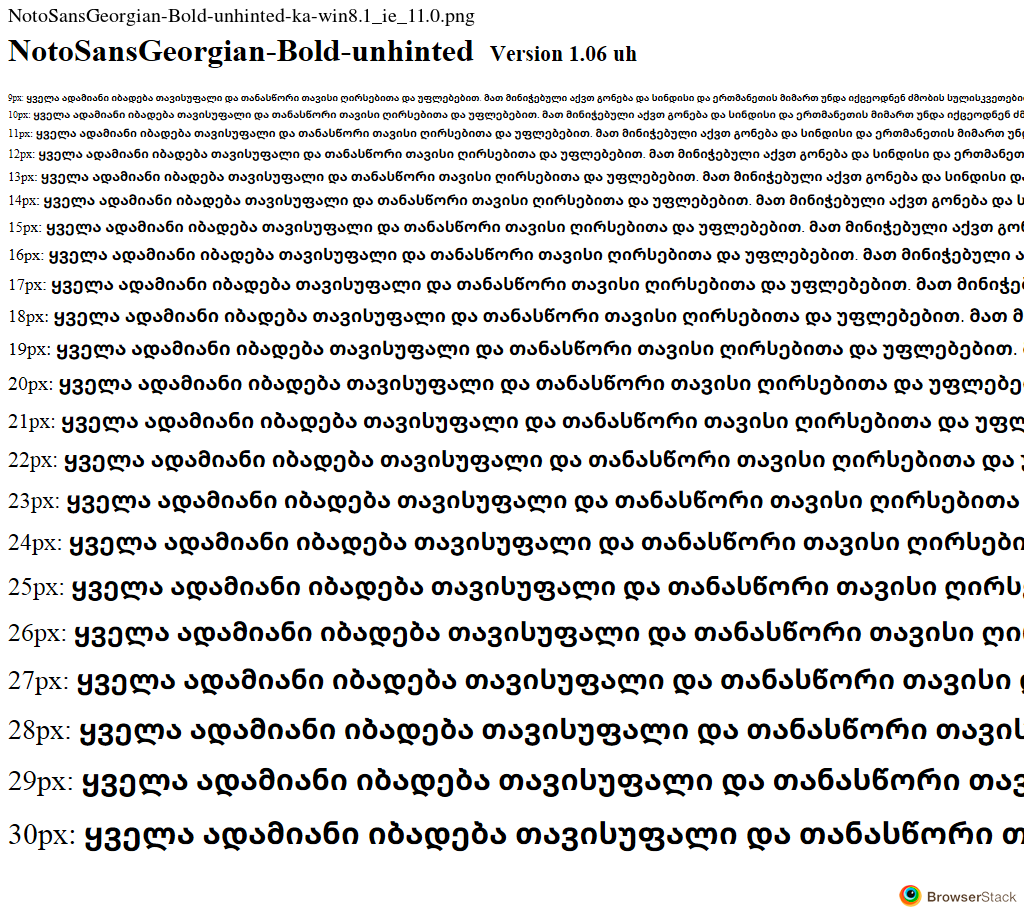 NotoSansGeorgian-Bold-unhinted-ka-win8.1_ie_11.0.png
NotoSansGeorgian-Bold-unhinted Version 1.06 uh
9px: ყველა ადამიანი იბადება თავისუფალი და თანასწორი თავისი ღირსებითა და უფლებებით. მათ მინიჭებული აქვთ გონება და სინდისი და ერთმანეთის მიმართ უნდა იქცეოდნენ ძმობის სულისკვეთებით
10px: ყველა ადამიანი იბადება თავისუფალი და თანასწორი თავისი ღირსებითა და უფლებებით. მათ მინიჭებული აქვთ გონება და სინდისი და ერთმანეთის მიმართ უნდა იქცეოდნენ
11px: ყველა ადამიანი იბადება თავისუფალი და თანასწორი თავისი ღირსებითა და უფლებებით. მათ მინიჭებული აქვთ გონება და სინდისი და ერთმანეთის მიმართ
12px: ყველა ადამიანი იბადება თავისუფალი და თანასწორი თავისი ღირსებითა და უფლებებით. მათ მინიჭებული აქვთ გონება და სინდისი და ერთმანეთ
13px: ყველა ადამიანი იბადება თავისუფალი და თანასწორი თავისი ღირსებითა და უფლებებით. მათ მინიჭებული აქვთ გონება და სინდისი
14px: ყველა ადამიანი იბადება თავისუფალი და თანასწორი თავისი ღირსებითა და უფლებებით. მათ მინიჭებული აქვთ გონება და
15px: ყველა ადამიანი იბადება თავისუფალი და თანასწორი თავისი ღირსებითა და უფლებებით. მათ მინიჭებული აქვთ გონ
16px: ყველა ადამიანი იბადება თავისუფალი და თანასწორი თავისი ღირსებითა და უფლებებით. მათ მინიჭებული
17px: ყველა ადამიანი იბადება თავისუფალი და თანასწორი თავისი ღირსებითა და უფლებებით. მათ მინიჭებ
18px: ყველა ადამიანი იბადება თავისუფალი და თანასწორი თავისი ღირსებითა და უფლებებით. მათ მ
19px: ყველა ადამიანი იბადება თავისუფალი და თანასწორი თავისი ღირსებითა და უფლებებით.
20px: ყველა ადამიანი იბადება თავისუფალი და თანასწორი თავისი ღირსებითა და უფლებე
21px: ყველა ადამიანი იბადება თავისუფალი და თანასწორი თავისი ღირსებითა და უფლ
22px: ყველა ადამიანი იბადება თავისუფალი და თანასწორი თავისი ღირსებითა და
23px: ყველა ადამიანი იბადება თავისუფალი და თანასწორი თავისი ღირსებითა
24px: ყველა ადამიანი იბადება თავისუფალი და თანასწორი თავისი ღირსები
25px: ყველა ადამიანი იბადება თავისუფალი და თანასწორი თავისი ღირს
26px: ყველა ადამიანი იბადება თავისუფალი და თანასწორი თავისი ღი
27px: ყველა ადამიანი იბადება თავისუფალი და თანასწორი თავისი
28px: ყველა ადამიანი იბადება თავისუფალი და თანასწორი თავის
29px: ყველა ადამიანი იბადება თავისუფალი და თანასწორი თავ
30px: ყველა ადამიანი იბადება თავისუფალი და თანასწორი თ
BrowserStack